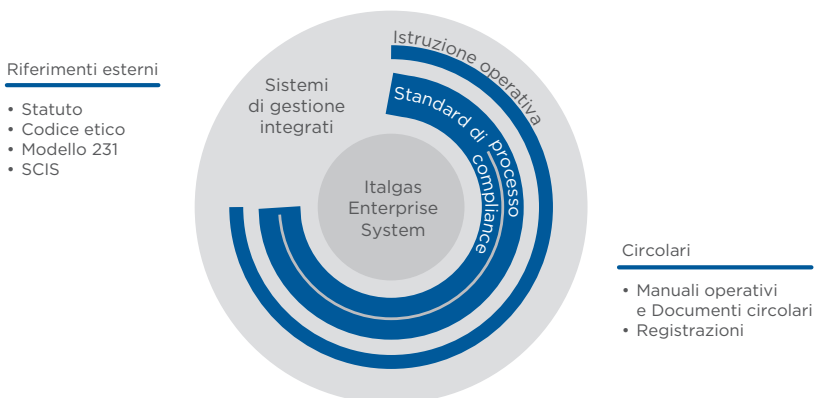 Riferimenti esterni
• Statuto
• Codice etico
• Modello 231
• SCIS
Sistemi
di gestione
integrati
Istruzione operativa
Standard di processo
compliance
Italgas
Enterprise
System
Circolari
• Manuali operativi
e Documenti circolari
• Registrazioni